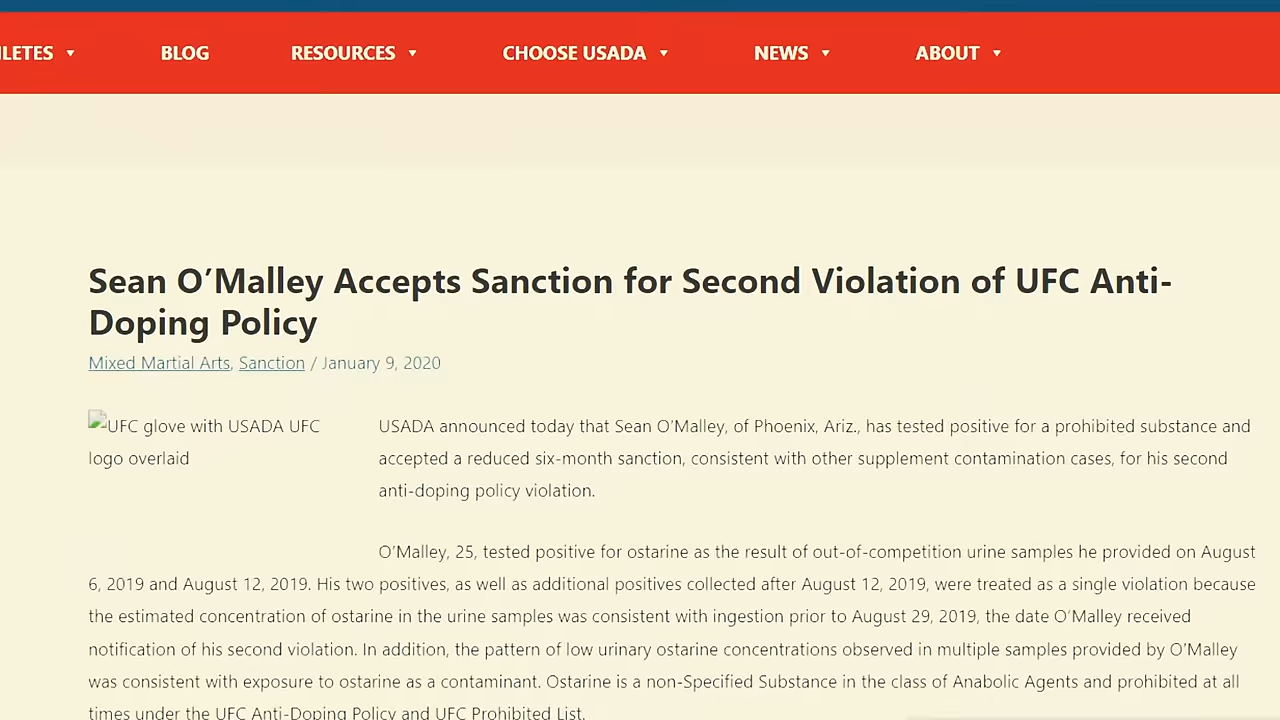 LETES ▼ BLOG RESOURCES ▼ CHOOSE USADA ▼ NEWS ▼ ABOUT ▼
Sean O’Malley Accepts Sanction for Second Violation of UFC Anti-
Doping Policy
Mixed Martial Arts, Sanction / January 9, 2020
UFC glove with USADA UFC
logo overlaid
USADA announced today that Sean O’Malley, of Phoenix, Ariz., has tested positive for a prohibited substance and
accepted a reduced six-month sanction, consistent with other supplement contamination cases, for his second
anti-doping policy violation.
O’Malley, 25, tested positive for ostarine as the result of out-of-competition urine samples he provided on August
6, 2019 and August 12, 2019. His two positives, as well as additional positives collected after August 12, 2019, were treated as a single violation because
the estimated concentration of ostarine in the urine samples was consistent with ingestion prior to August 29, 2019, the date O’Malley received
notification of his second violation. In addition, the pattern of low urinary ostarine concentrations observed in multiple samples provided by O’Malley
was consistent with exposure to ostarine as a contaminant. Ostarine is a non-Specified Substance in the class of Anabolic Agents and prohibited at all
times under the UFC Anti-Doping Policy and UFC Prohibited List.